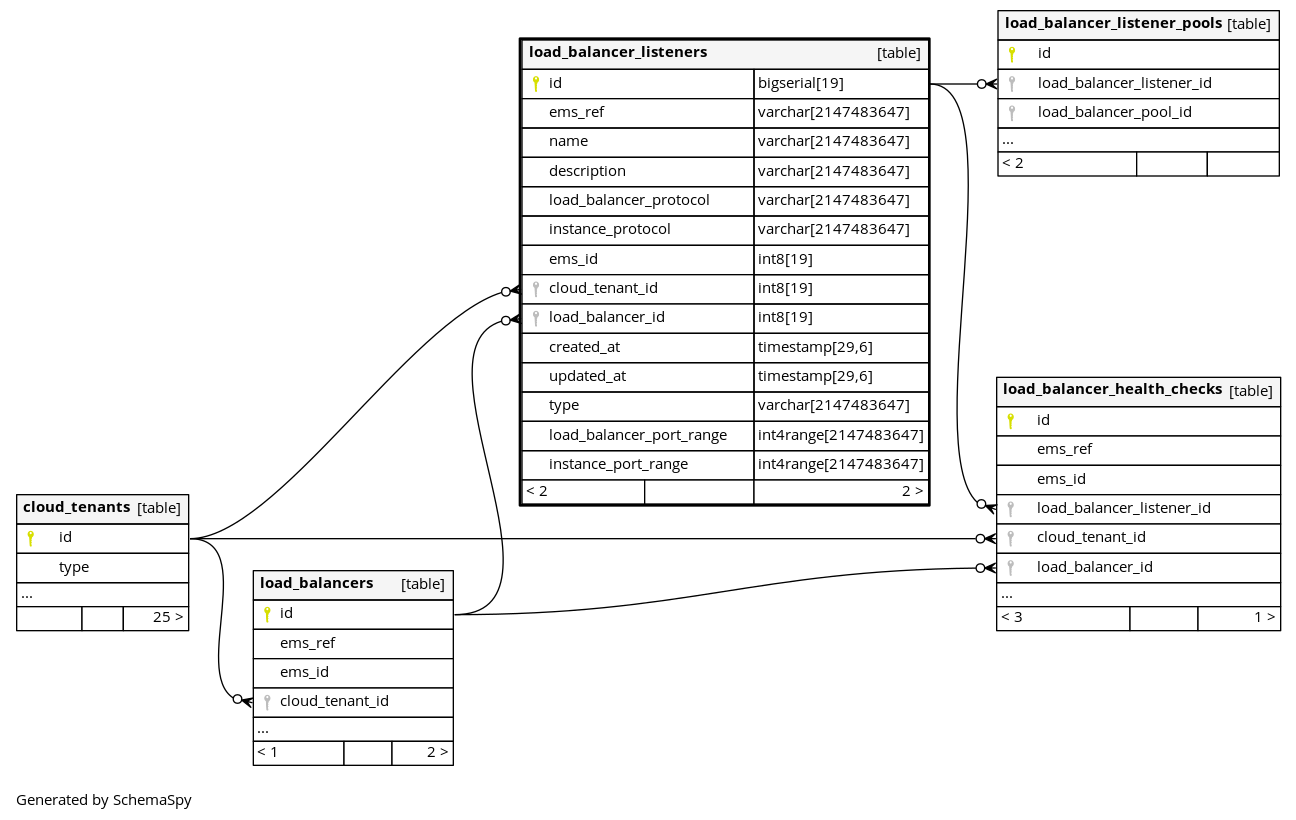 load_balancer_listener_pools [table]
id
load_balancer_listener_id
load_balancer_pool_id
...
< 2
load_balancer_listeners [table]
id bigserial[19]
ems_ref varchar[2147483647]
name varchar[2147483647]
description varchar[2147483647]
load_balancer_protocol varchar[2147483647]
instance_protocol varchar[2147483647]
ems_id int8[19]
cloud_tenant_id int8[19]
load_balancer_id int8[19]
created_at timestamp[29,6]
updated_at timestamp[29,6]
type varchar[2147483647]
load_balancer_port_range int4range[2147483647]
instance_port_range int4range[2147483647]
< 2 2 >
load_balancer_health_checks [table]
id
ems_ref
ems_id
load_balancer_listener_id
cloud_tenant_id
load_balancer_id
...
< 3 1 >
cloud_tenants [table]
id
type
...
25 >
load_balancers [table]
id
ems_ref
ems_id
cloud_tenant_id
...
< 1 2 >
Generated by SchemaSpy